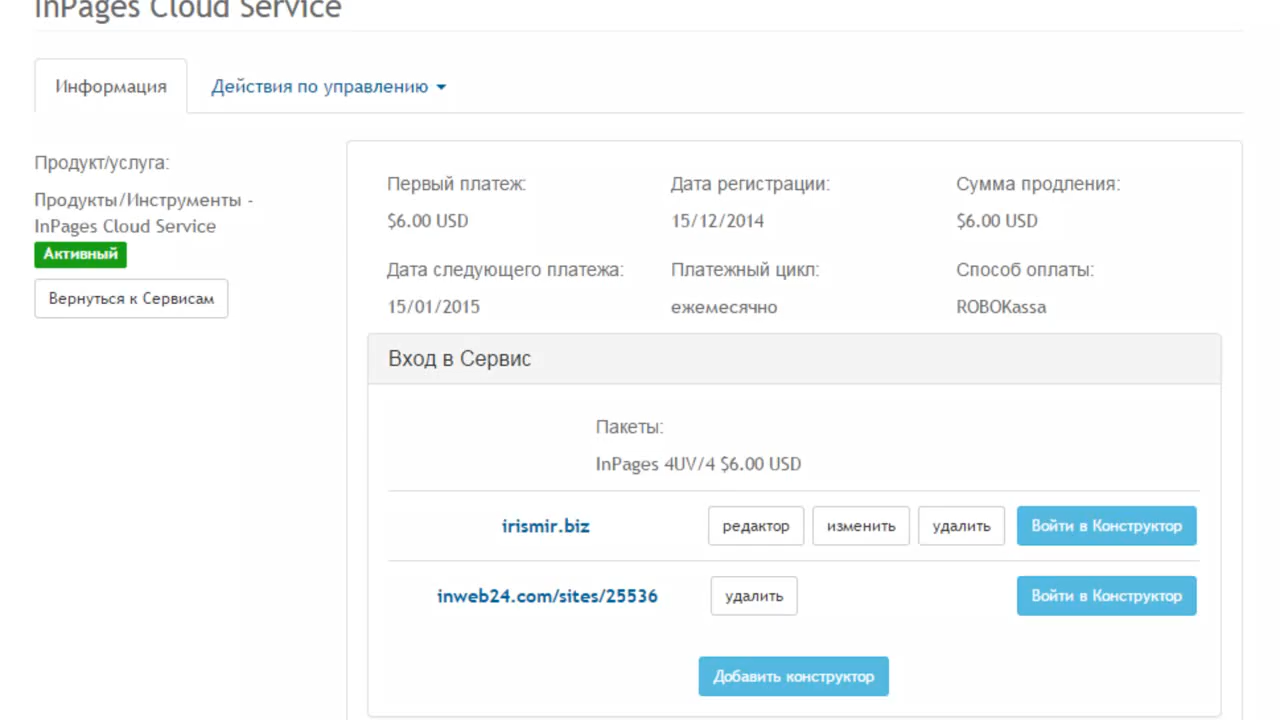 InPages Cloud Service
Информация
Действия по управлению
Продукт/услуга:
Продукты/Инструменты -
InPages Cloud Service
Активный
Вернуться к Сервисам
Первый платеж:
Дата регистрации:
Сумма продления:
$6.00 USD
15/12/2014
$6.00 USD
Дата следующего платежа:
Платежный цикл:
Способ оплаты:
15/01/2015
ежемесячно
ROBOKassa
Вход в Сервис
Пакеты:
InPages 4UV/4 $6.00 USD
irismir.biz
редактор
изменить
удалить
Войти в Конструктор
inweb24.com/sites/25536
удалить
Войти в Конструктор
Добавить конструктор